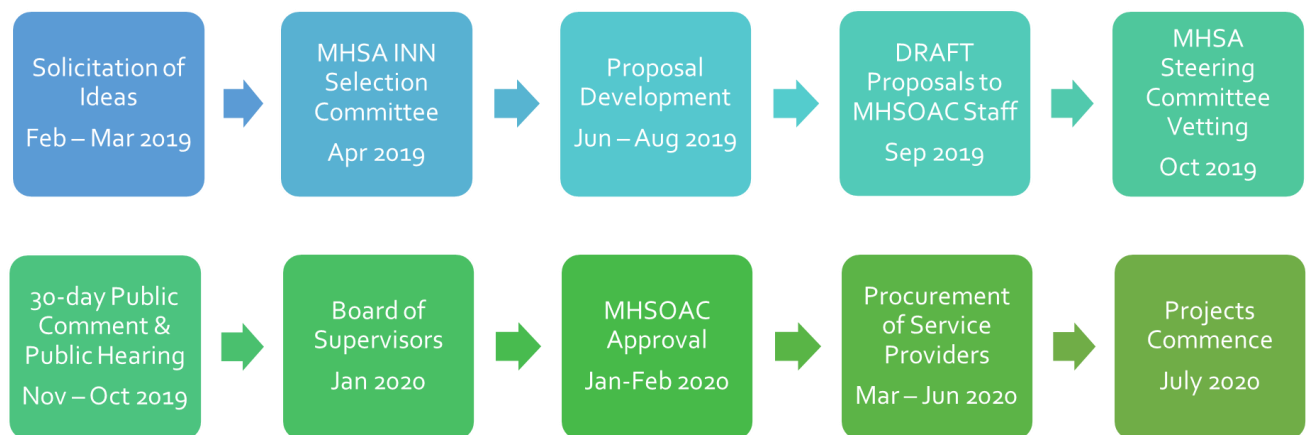 Solicitation of
Ideas
Feb – Mar 2019
MHSA INN
Selection
Committee
Apr 2019
Proposal
Development
Jun – Aug 2019
DRAFT
Proposals to
MHSOAC Staff
Sep 2019
MHSA
Steering
Committee
Vetting
Oct 2019
30-day Public
Comment &
Public Hearing
Nov – Oct 2019
Board of
Supervisors
Jan 2020
MHSOAC
Approval
Jan-Feb 2020
Procurement
of Service
Providers
Mar – Jun 2020
Projects
Commence
July 2020